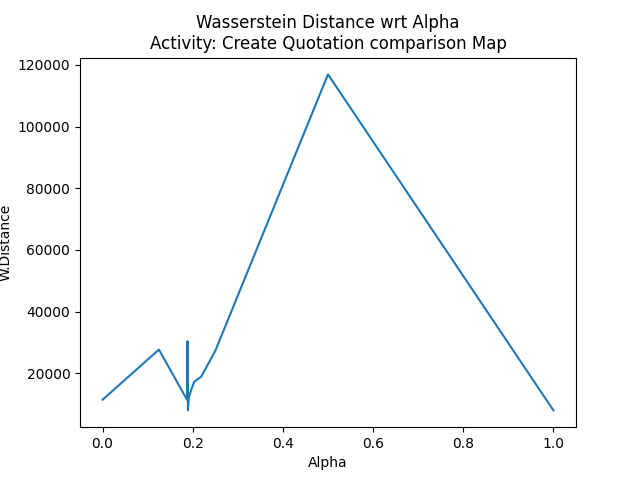 Wasserstein Distance wrt Alpha
Activity: Create Quotation comparison Map
120000
100000
80000
60000
40000
20000
W.Distance
0.0 0.2 0.4 0.6 0.8 1.0
Alpha